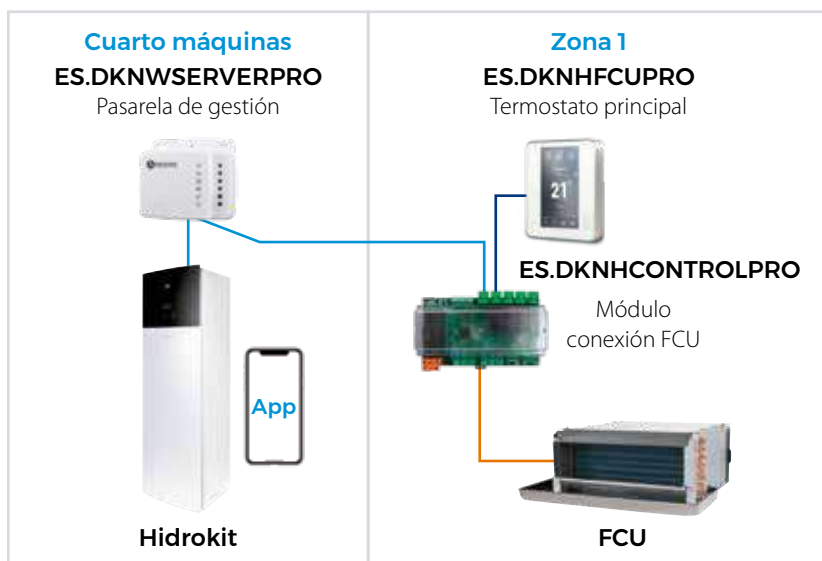 Cuarto máquinas
ES.DKNWSERVERPRO
Pasarela de gestión
App
Hidrokit
Zona 1
ES.DKNHFCUPRO
Termostato principal
21
ES.DKNHCONTROLPRO
Módulo
conexión FCU
FCU